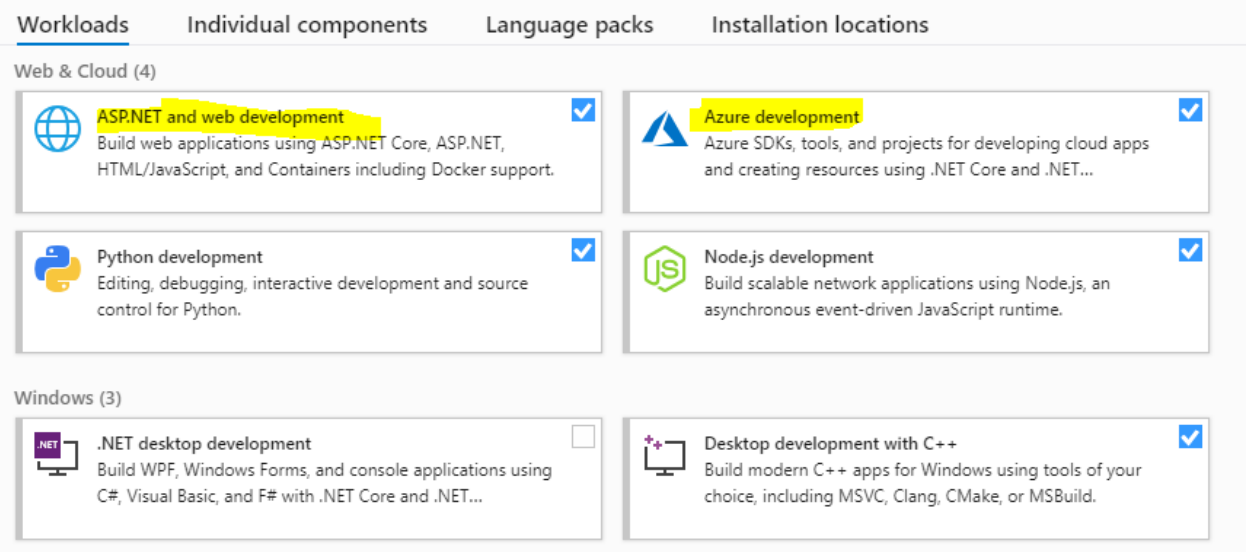 Workloads Individual components Language packs Installation locations
Web & Cloud (4)
ASP.NET and web development
Build web applications using ASP.NET Core, ASP.NET,
HTML/JavaScript, and Containers including Docker support.
Azure development
Azure SDKs, tools, and projects for developing cloud apps
and creating resources using .NET Core and .NET...
Python development
Editing, debugging, interactive development and source
control for Python.
JS
Node.js development
Build scalable network applications using Node.js, an
asynchronous event-driven JavaScript runtime.
Windows (3)
.NET
.NET desktop development
Build WPF, Windows Forms, and console applications using
C#, Visual Basic, and F# with .NET Core and .NET...
Desktop development with C++
Build modern C++ apps for Windows using tools of your
choice, including MSVC, Clang, CMake, or MSBuild.